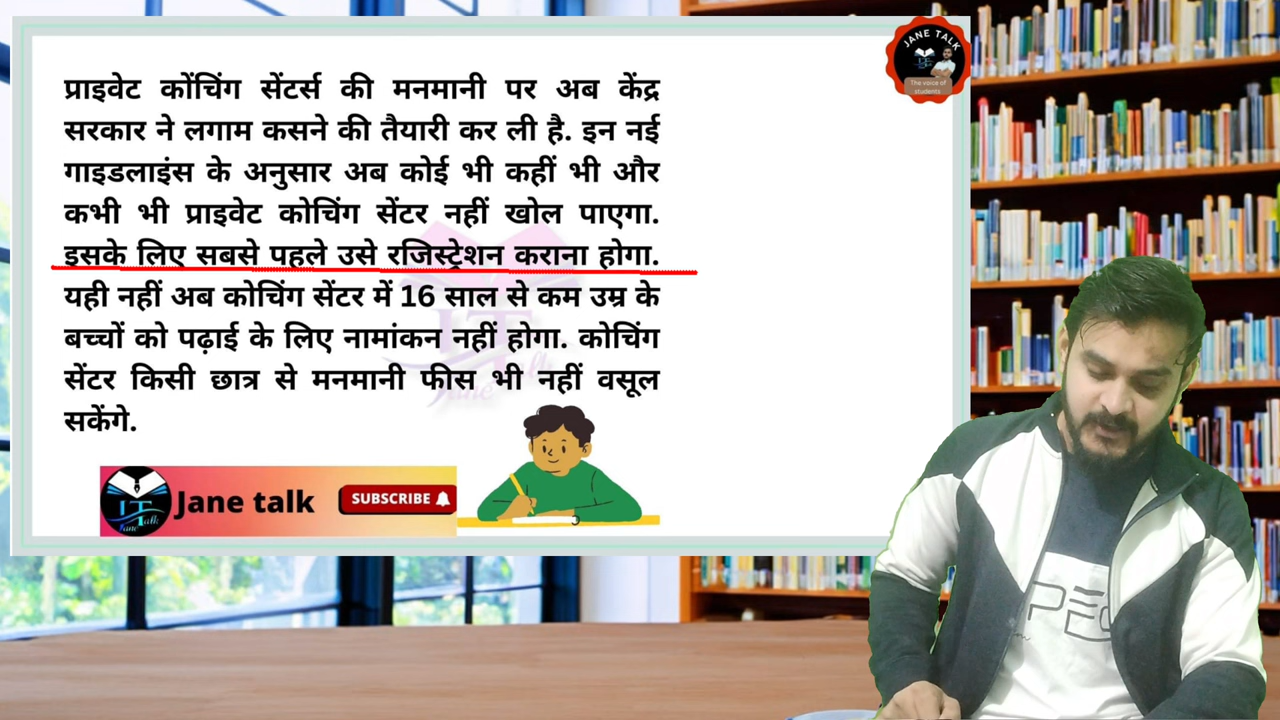 प्राइवेट कोंचिंग सेंटर्स की मनमानी पर अब केंद्र
सरकार ने लगाम कसने की तैयारी कर ली है. इन नई
गाइडलाइंस के अनुसार अब कोई भी कहीं भी और
कभी भी प्राइवेट कोचिंग सेंटर नहीं खोल पाएगा.
इसके लिए सबसे पहले उसे रजिस्ट्रेशन कराना होगा.
यही नहीं अब कोचिंग सेंटर में 16 साल से कम उम्र के
बच्चों को पढ़ाई के लिए नामांकन नहीं होगा. कोचिंग
सेंटर किसी छात्र से मनमानी फीस भी नहीं वसूल
सकेंगे.
Jane talk
SUBSCRIBE
JANE TALK
The voice of
students